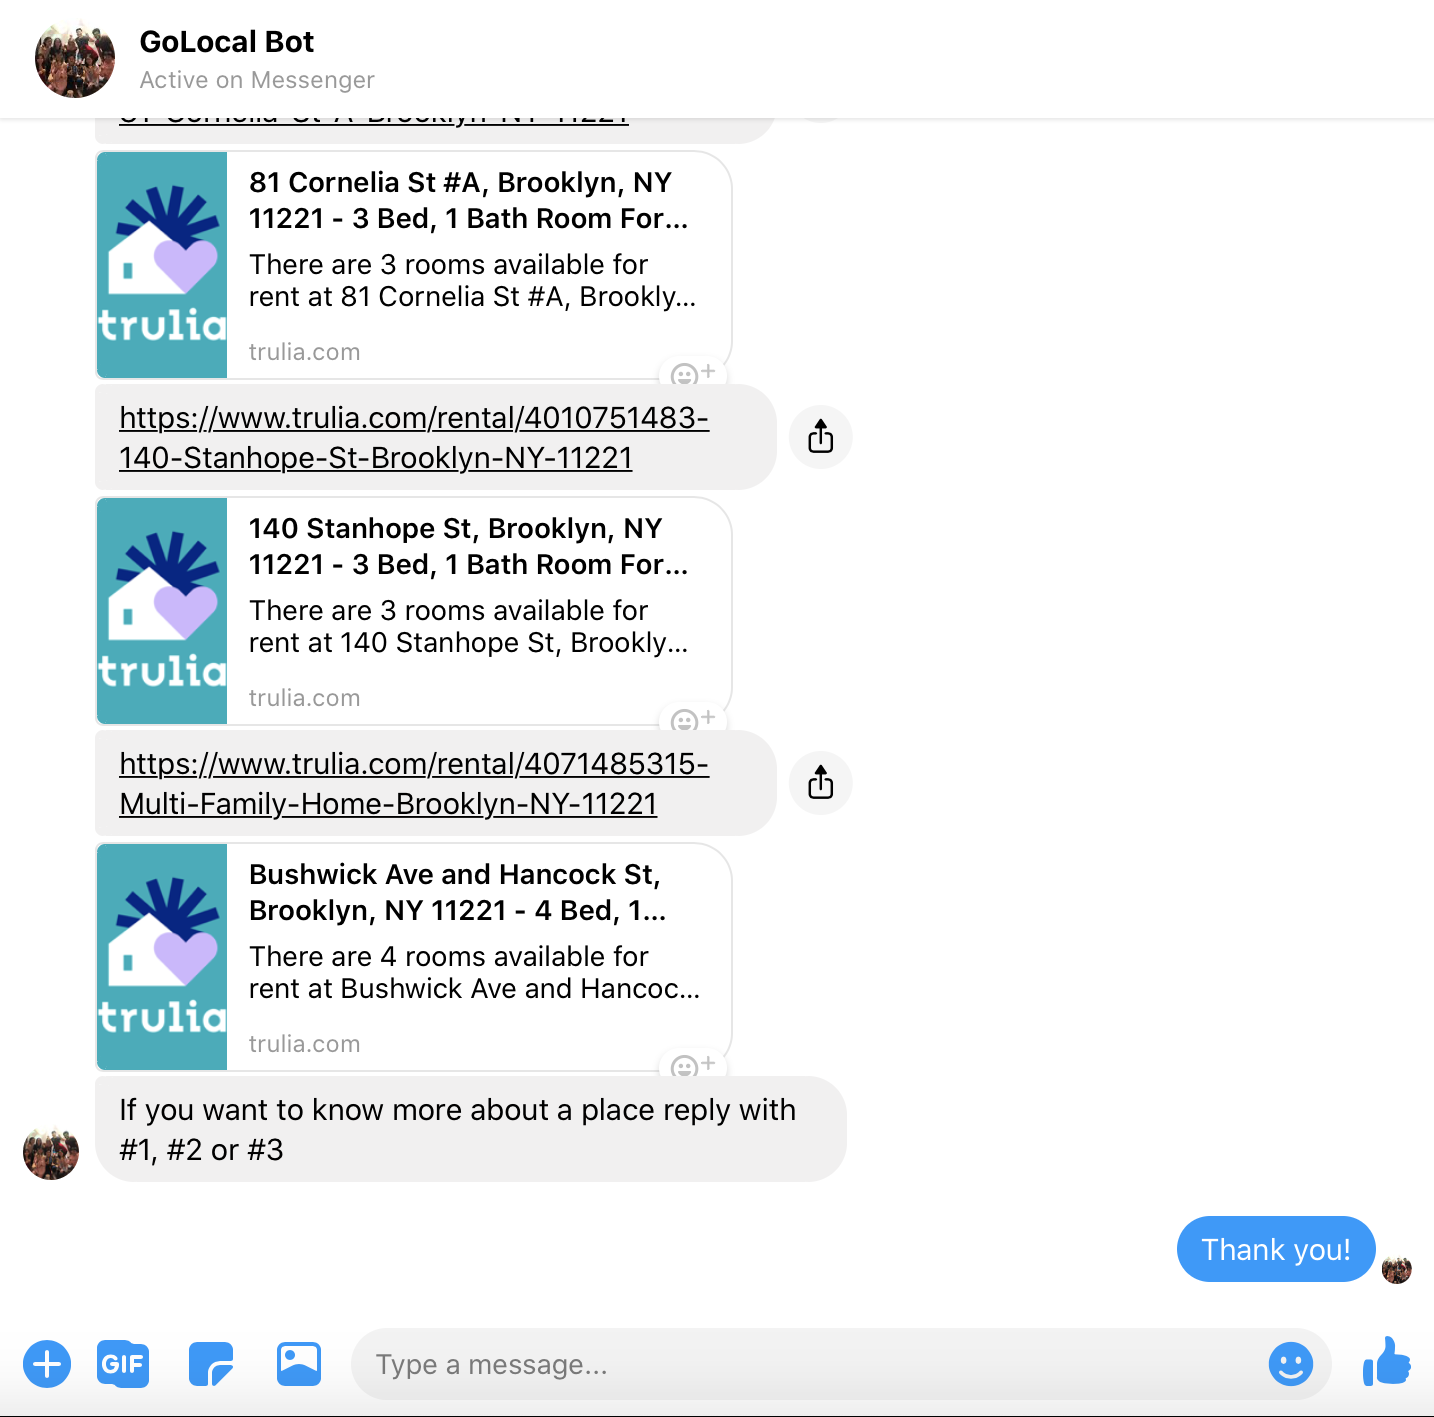 GoLocal Bot
Active on Messenger
81-Cornelia-St-A-Brooklyn-NY-11221
81 Cornelia St #A, Brooklyn, NY
11221 - 3 Bed, 1 Bath Room For...
There are 3 rooms available for
rent at 81 Cornelia St #A, Brookly...
trulia
trulia.com
https://www.trulia.com/rental/4010751483-
140-Stanhope-St-Brooklyn-NY-11221
140 Stanhope St, Brooklyn, NY
11221 - 3 Bed, 1 Bath Room For...
There are 3 rooms available for
rent at 140 Stanhope St, Brookly...
trulia
trulia.com
https://www.trulia.com/rental/4071485315-
Multi-Family-Home-Brooklyn-NY-11221
Bushwick Ave and Hancock St,
Brooklyn, NY 11221 - 4 Bed, 1...
There are 4 rooms available for
rent at Bushwick Ave and Hancoc...
trulia
trulia.com
If you want to know more about a place reply with
#1, #2 or #3
Thank you!
GIF
Type a message...